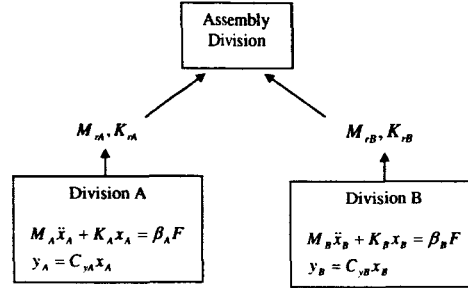 Assembly
Division
M_{rA}, K_{rA}
M_{rB}, K_{rB}
Division A
M_A ẍ_A + K_A x_A = β_A F
y_A = C_{yA} x_A
Division B
M_B ẍ_B + K_B x_B = β_B F
y_B = C_{yB} x_B